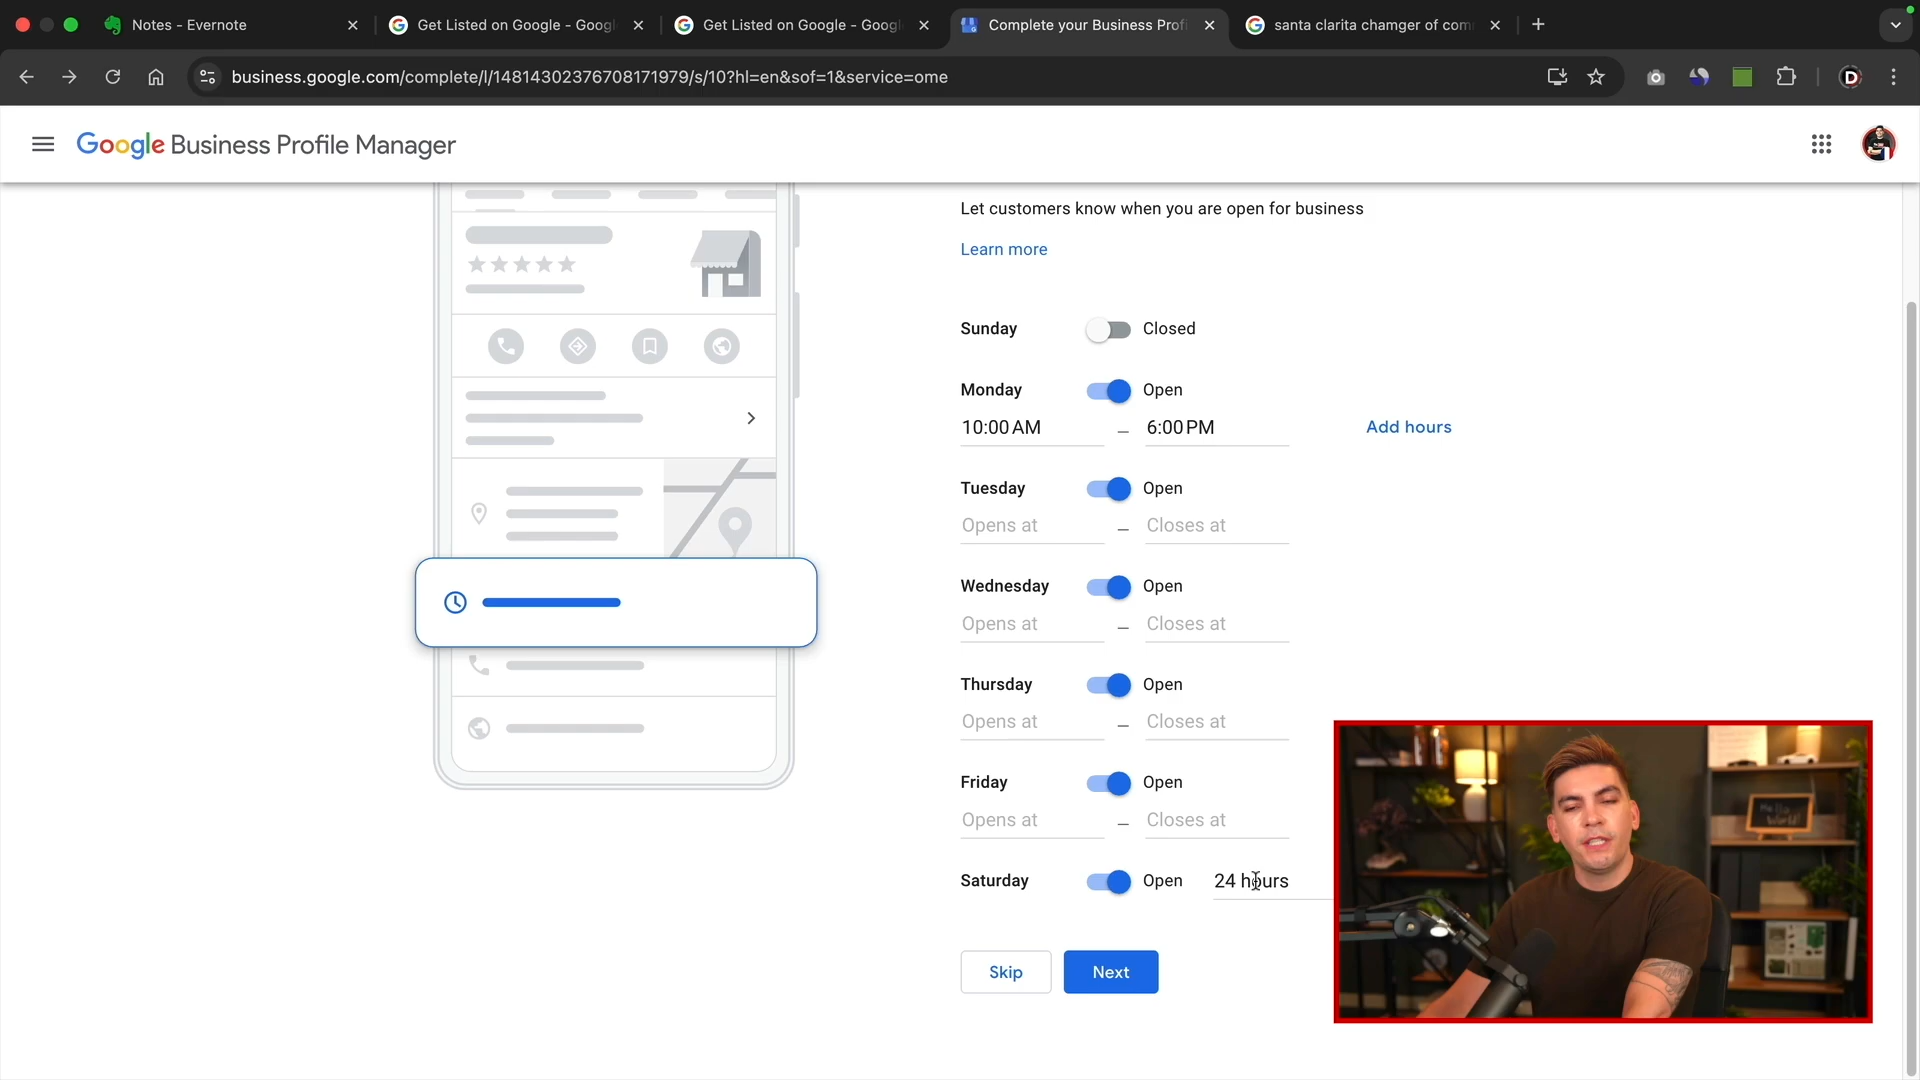 Notes - Evernote
Get Listed on Google - Goog
Get Listed on Google - Googl
Complete your Business Profi
santa clarita chamger of com
business.google.com/complete/l/14814302376708171979/s/10?hl=en&sof=1&service=ome
D
Google Business Profile Manager
Let customers know when you are open for business
Learn more
Sunday Closed
Monday Open
10:00 AM – 6:00 PM Add hours
Tuesday Open
Opens at – Closes at
Wednesday Open
Opens at – Closes at
Thursday Open
Opens at – Closes at
Friday Open
Opens at – Closes at
Saturday Open 24 hours
Skip Next
Hello
World!